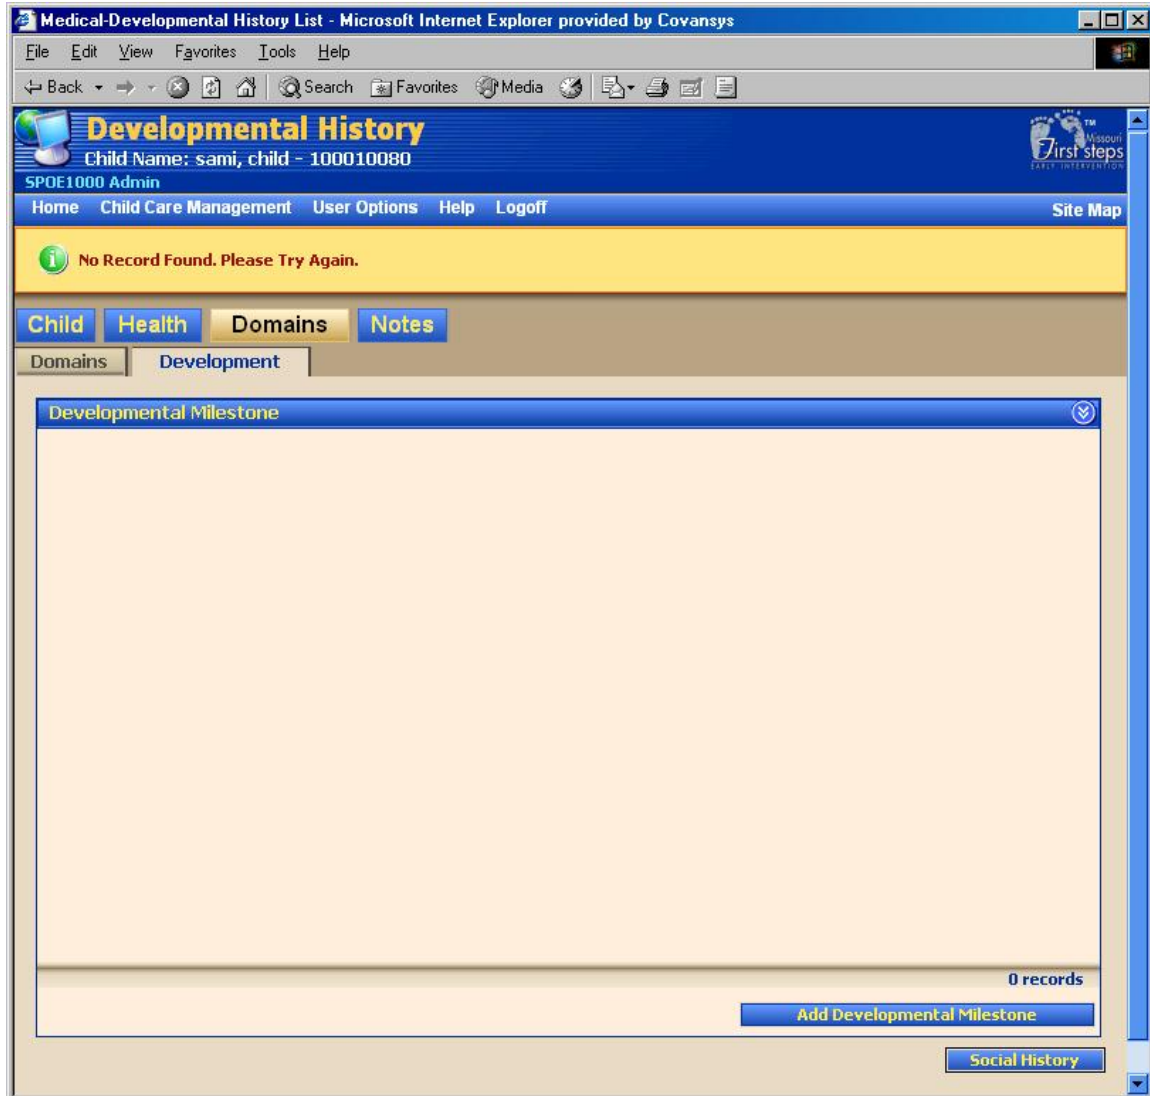 Medical-Developmental History List - Microsoft Internet Explorer provided by Covansys
File Edit View Favorites Tools Help
Back Search Favorites Media
Developmental History
Child Name: sami, child - 100010080
SPOE1000 Admin
TM
Missouri
First steps
EARLY INTERVENTION
Home Child Care Management User Options Help Logoff Site Map
No Record Found. Please Try Again.
Child Health Domains Notes
Domains Development
Developmental Milestone
0 records
Add Developmental Milestone
Social History